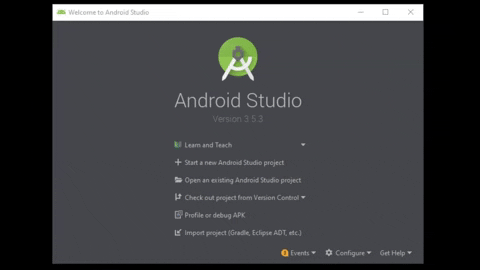 Welcome to Android Studio
Android Studio
Version 3.5.3
Learn and Teach
Start a new Android Studio project
Open an existing Android Studio project
Check out project from Version Control
Profile or debug APK
Import project (Gradle, Eclipse ADT, etc.)
Events Configure Get Help